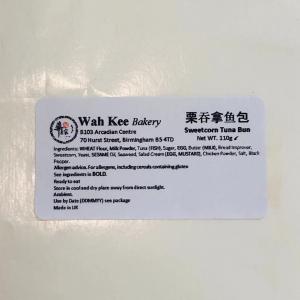 Wah Kee Bakery
B103 Arcadian Centre
70 Hurst Street, Birmingham B5 4TD
栗吞拿鱼包
Sweetcorn Tuna Bun
Net WT. 110g
Ingredients: WHEAT Flour, Milk Powder, Tuna (FISH), Sugar, EGG, Butter (MILK), Bread Improver,
Sweetcorn, Yeast, SESAME Oil, Seaweed, Salad Cream (EGG, MUSTARD), Chicken Powder, Salt, Black
Pepper.
Allergen advice. For allergens, including cereals containing gluten
See ingredients in BOLD.
Ready to eat
Store in cool and dry place away from direct sunlight.
Ambient.
Use by Date (DDMMYY) see package
Made in UK